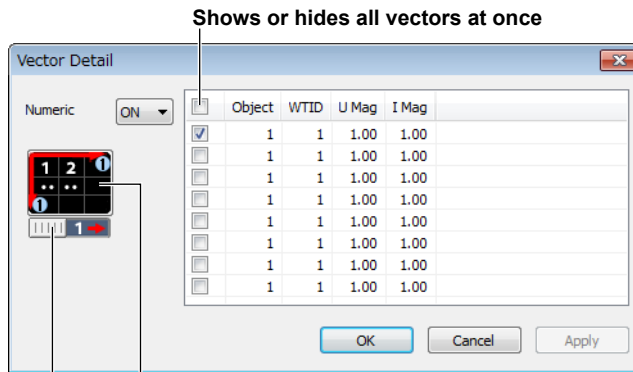 Shows or hides all vectors at once
Vector Detail
Numeric ON
Object WTID U Mag I Mag
1 1 1.00 1.00
1 1 1.00 1.00
1 1 1.00 1.00
1 1 1.00 1.00
1 1 1.00 1.00
1 1 1.00 1.00
1 1 1.00 1.00
1 1 1.00 1.00
1 2 1
1
1
OK Cancel Apply